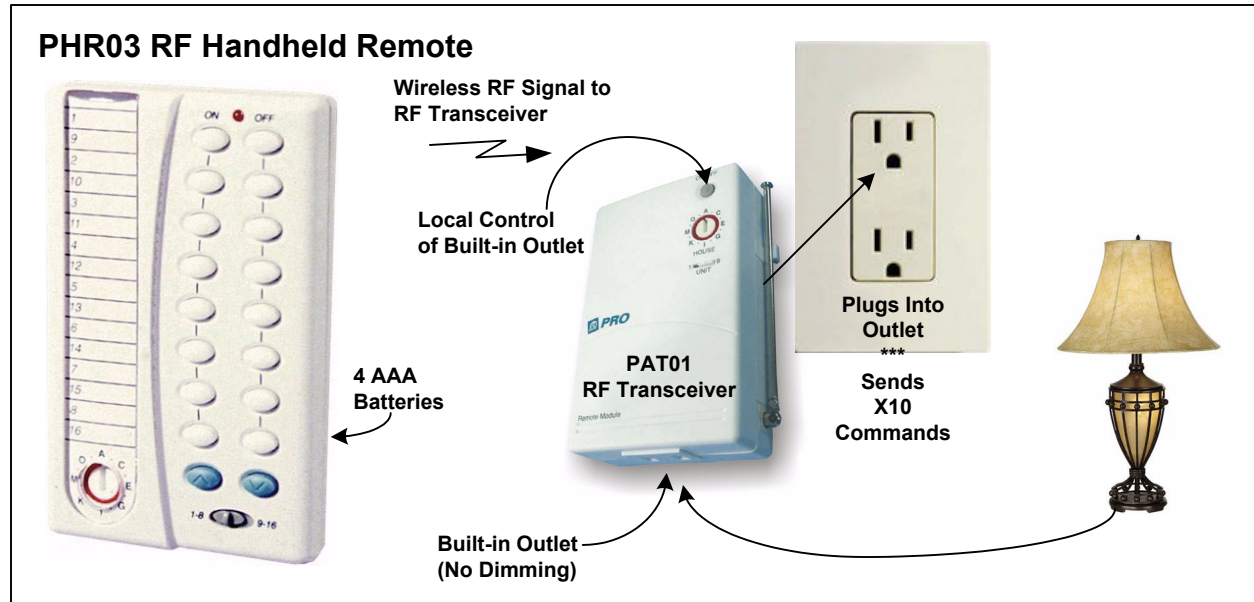 PHR03 RF Handheld Remote
Wireless RF Signal to
RF Transceiver
Local Control
of Built-in Outlet
4 AAA
Batteries
Built-in Outlet
(No Dimming)
ON OFF
1
9
2
10
3
11
4
12
5
13
6
14
7
15
8
16
A
C
E
G
I
K
M
O
1-8 9-16
A
C
E
G
I
K
M
O
HOUSE
1 9
UNIT
PRO
PAT01
RF Transceiver
Remote Module
Plugs Into
Outlet
***
Sends
X10
Commands